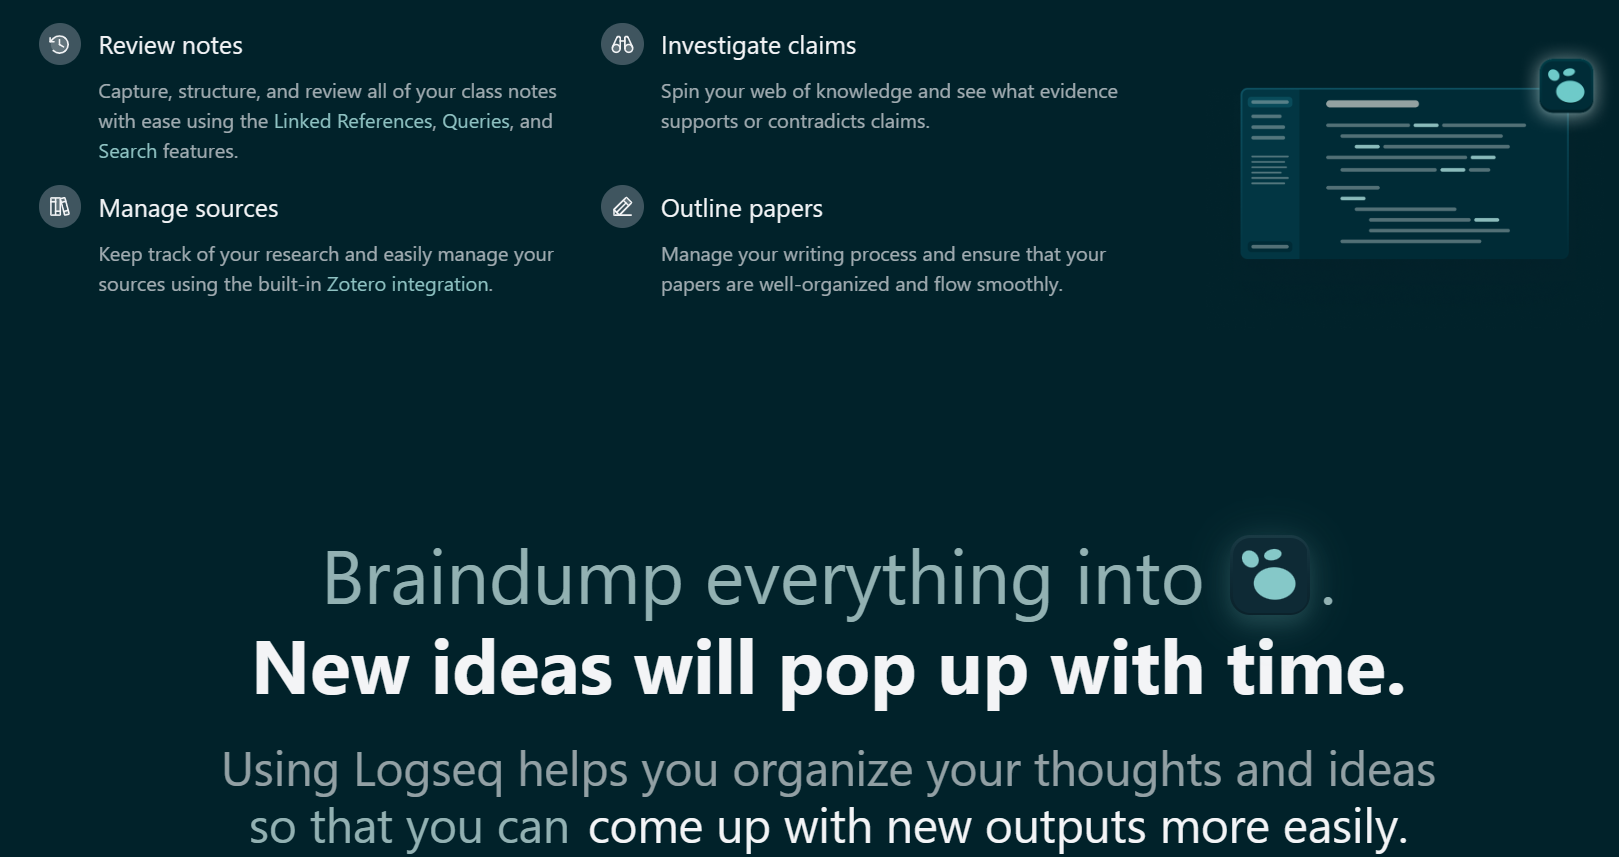 Review notes
Capture, structure, and review all of your class notes
with ease using the Linked References, Queries, and
Search features.
Investigate claims
Spin your web of knowledge and see what evidence
supports or contradicts claims.
Manage sources
Keep track of your research and easily manage your
sources using the built-in Zotero integration.
Outline papers
Manage your writing process and ensure that your
papers are well-organized and flow smoothly.
Braindump everything into .
New ideas will pop up with time.
Using Logseq helps you organize your thoughts and ideas
so that you can come up with new outputs more easily.